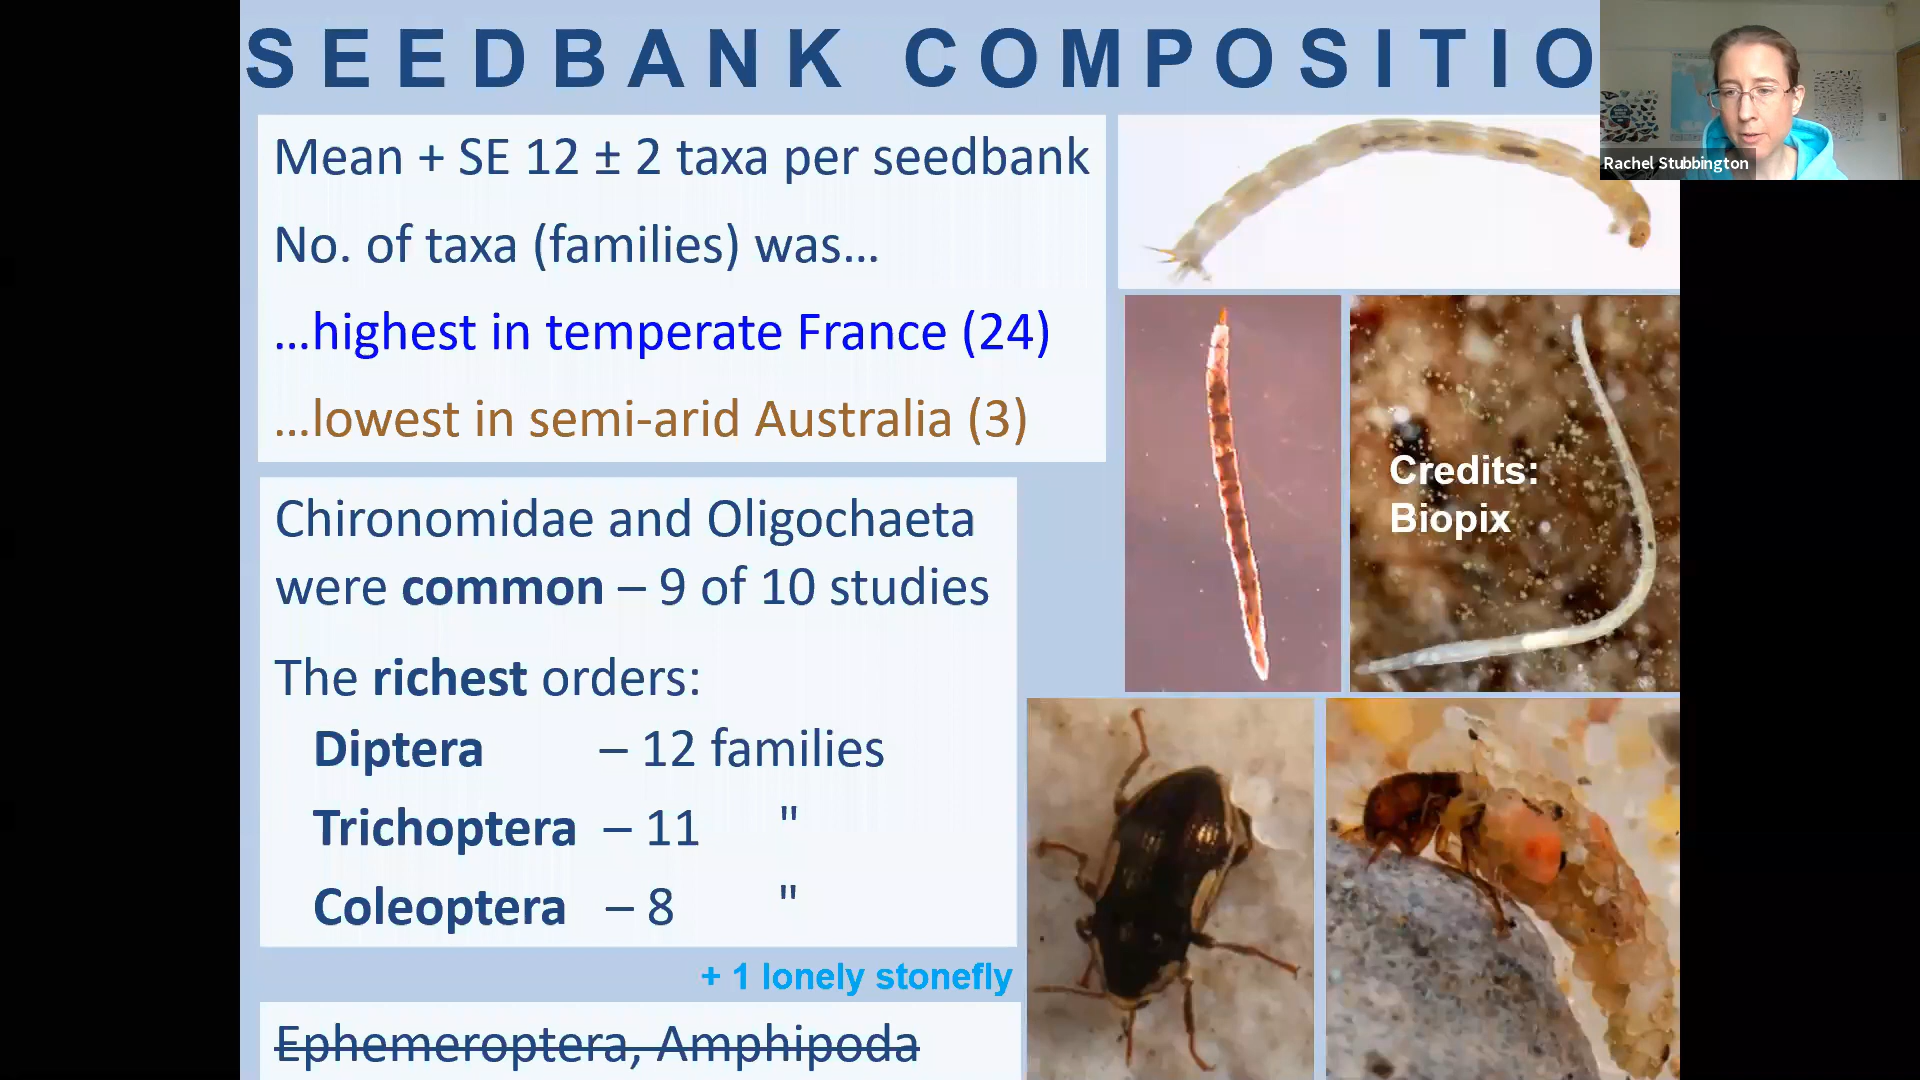 SEEDBANK COMPOSITIO
Rachel Stubbington
Mean + SE 12 ± 2 taxa per seedbank
No. of taxa (families) was...
...highest in temperate France (24)
...lowest in semi-arid Australia (3)
Credits:
Biopix
Chironomidae and Oligochaeta
were common – 9 of 10 studies
The richest orders:
Diptera – 12 families
Trichoptera – 11 "
Coleoptera – 8 "
+ 1 lonely stonefly
Ephemeroptera, Amphipoda